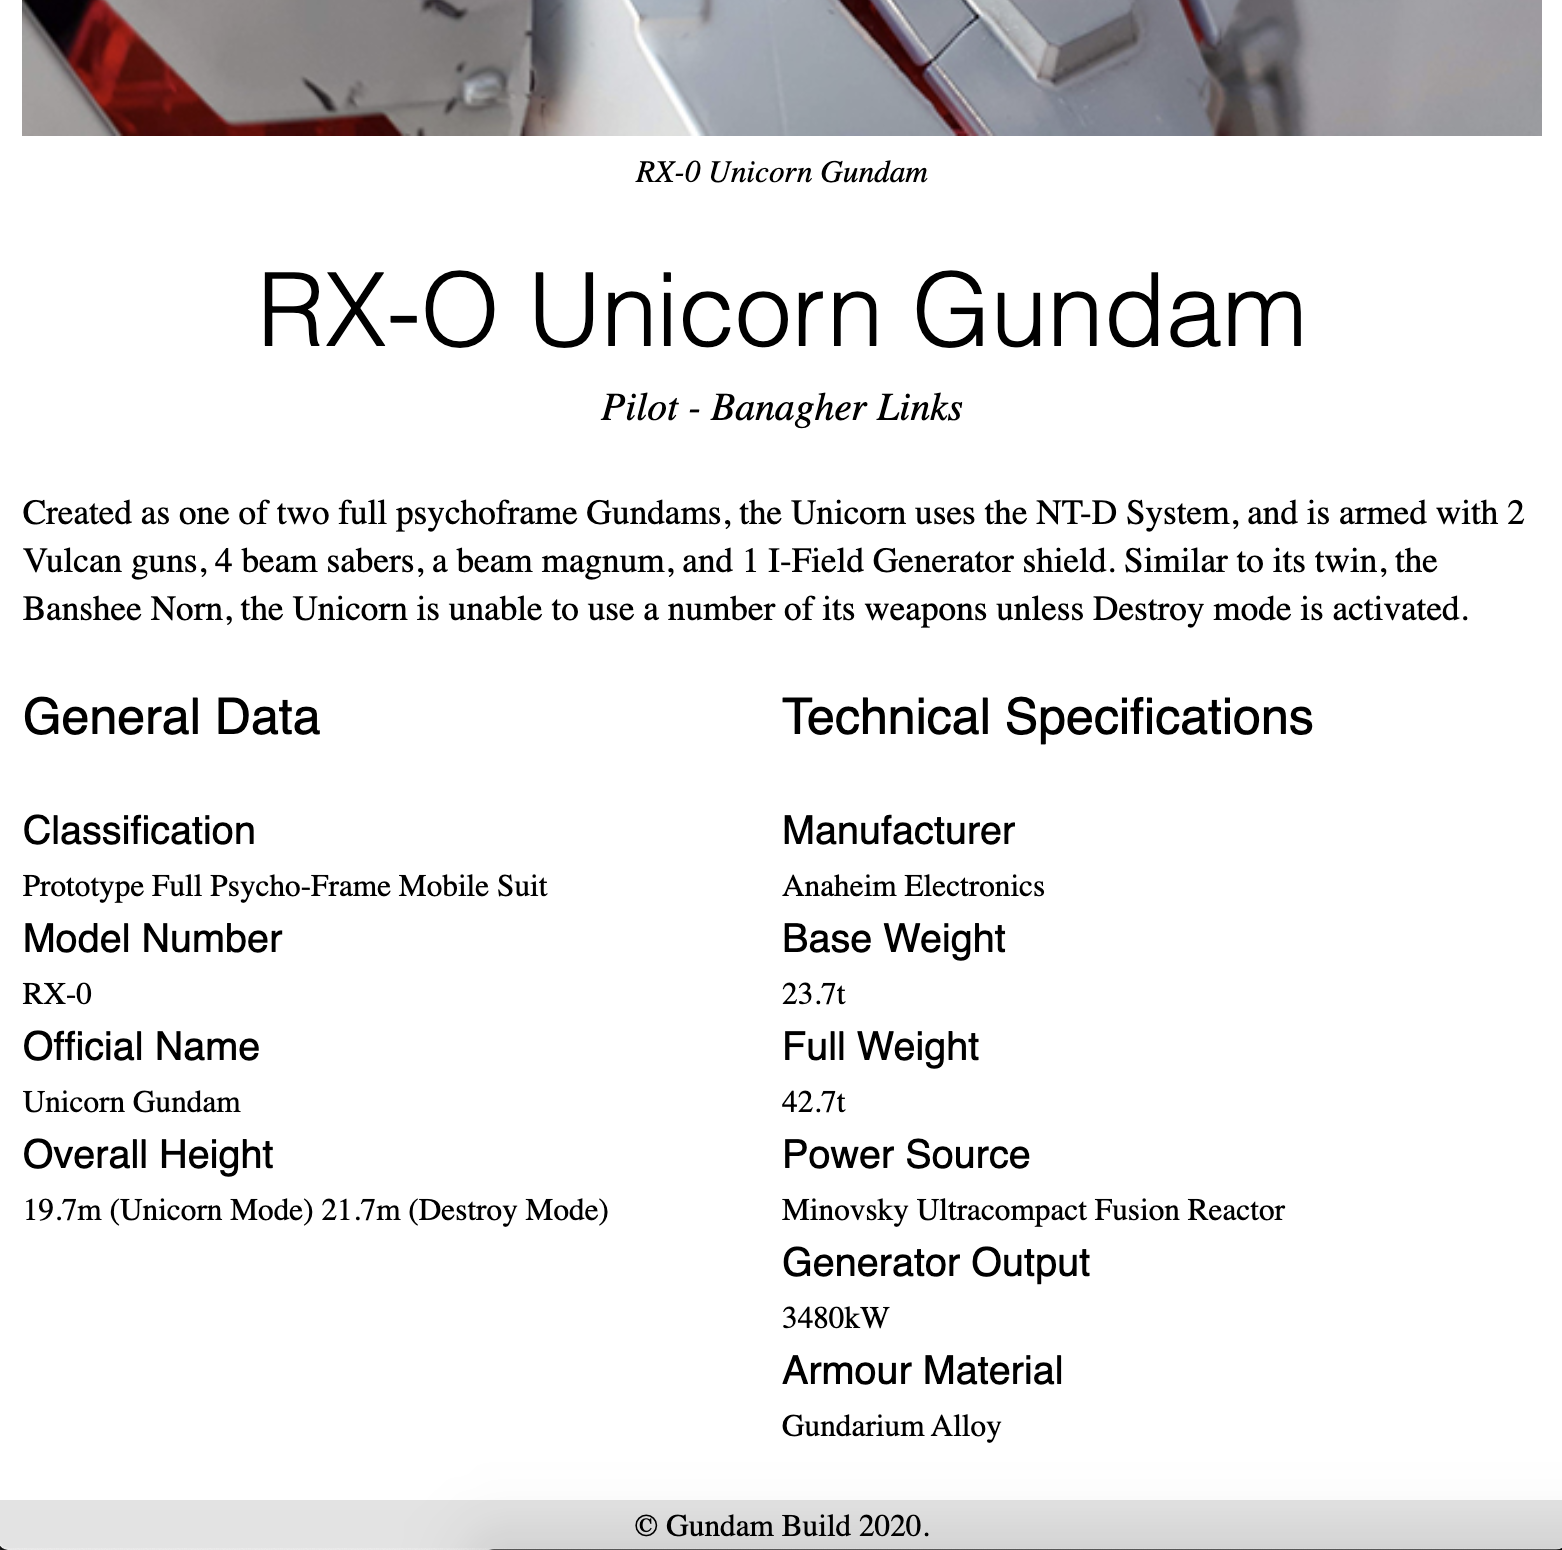 RX-0 Unicorn Gundam
RX-O Unicorn Gundam
Pilot - Banagher Links
Created as one of two full psychoframe Gundams, the Unicorn uses the NT-D System, and is armed with 2
Vulcan guns, 4 beam sabers, a beam magnum, and 1 I-Field Generator shield. Similar to its twin, the
Banshee Norn, the Unicorn is unable to use a number of its weapons unless Destroy mode is activated.
General Data
Classification
Prototype Full Psycho-Frame Mobile Suit
Model Number
RX-0
Official Name
Unicorn Gundam
Overall Height
19.7m (Unicorn Mode) 21.7m (Destroy Mode)
Technical Specifications
Manufacturer
Anaheim Electronics
Base Weight
23.7t
Full Weight
42.7t
Power Source
Minovsky Ultracompact Fusion Reactor
Generator Output
3480kW
Armour Material
Gundarium Alloy
© Gundam Build 2020.